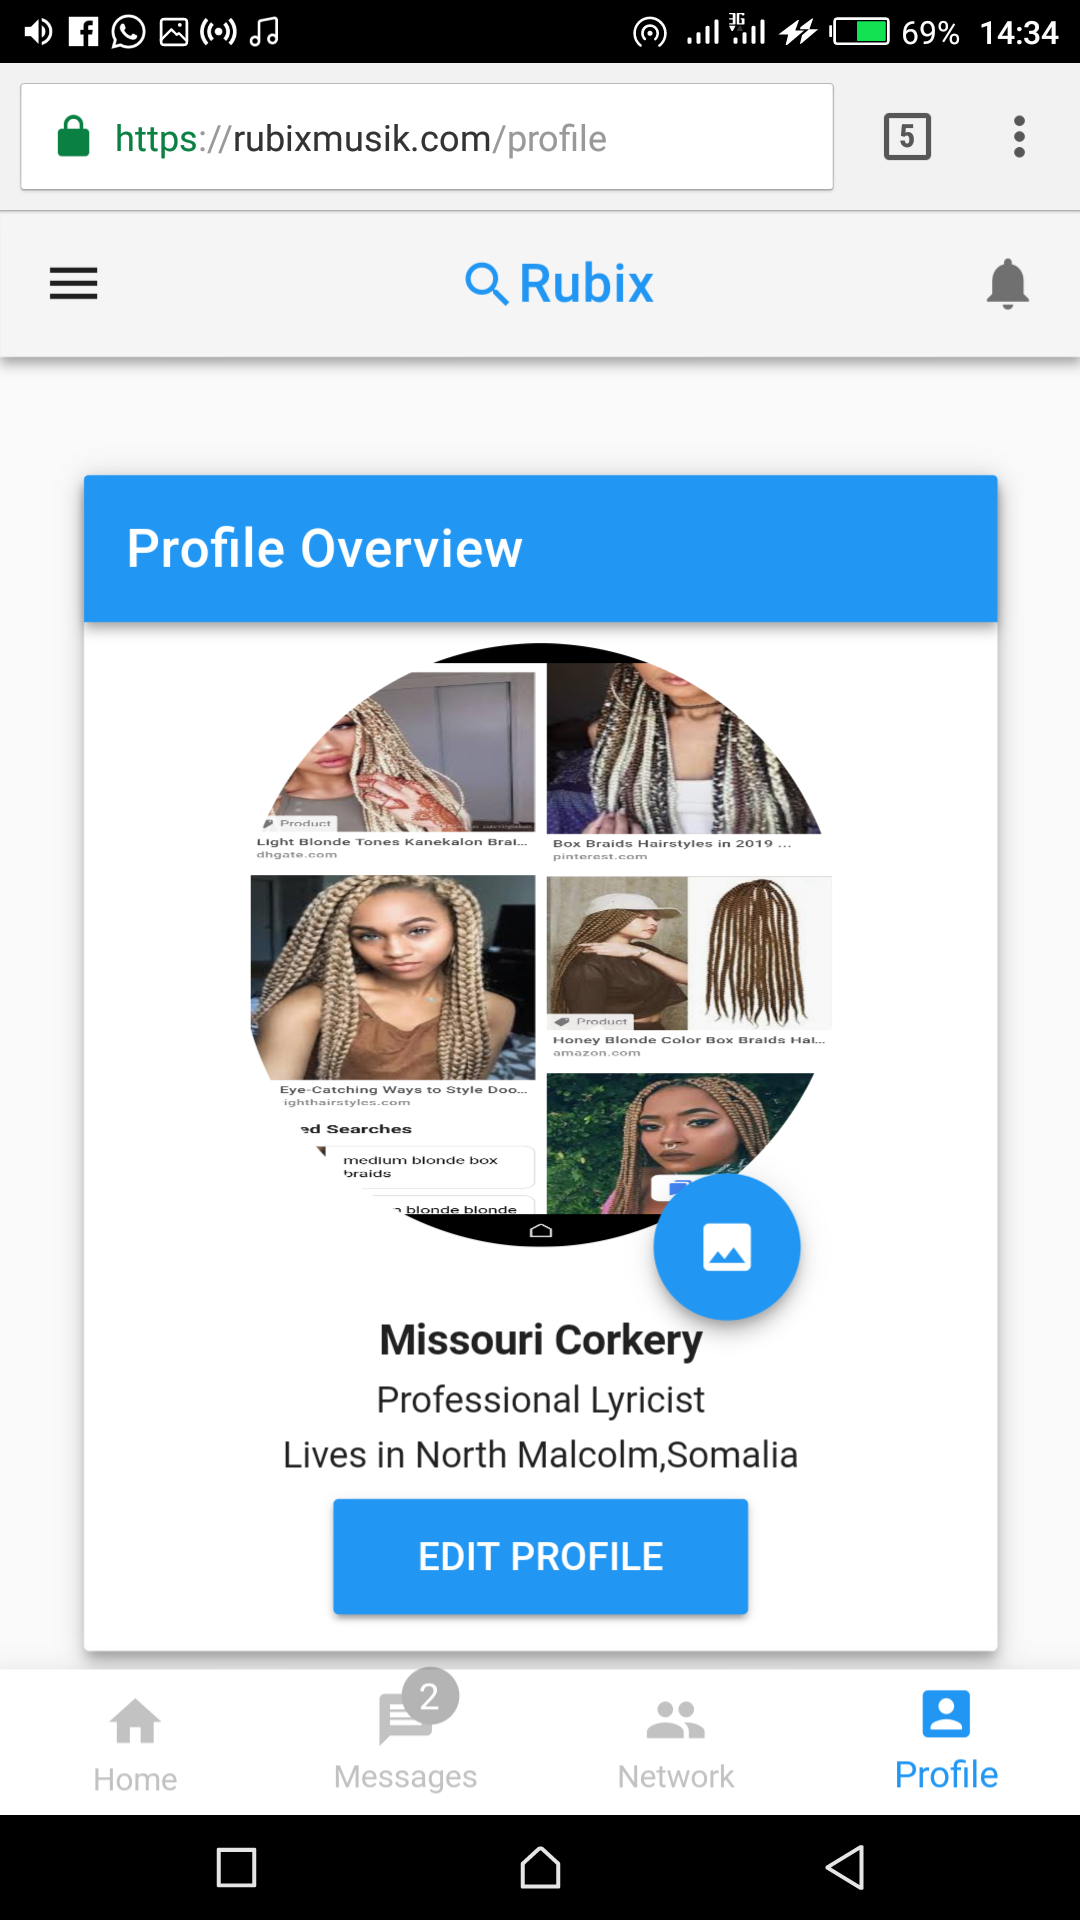 3G
69% 14:34
https://rubixmusik.com/profile
5
Rubix
Profile Overview
Product
Light Blonde Tones Kanekalon Brai...
dhgate.com
Box Braids Hairstyles in 2019 ...
pinterest.com
Product
Honey Blonde Color Box Braids Hai...
amazon.com
Eye-Catching Ways to Style Doo...
ighthairstyles.com
ed Searches
medium blonde box
braids
blonde blonde
Missouri Corkery
Professional Lyricist
Lives in North Malcolm,Somalia
EDIT PROFILE
2
Home
Messages
Network
Profile